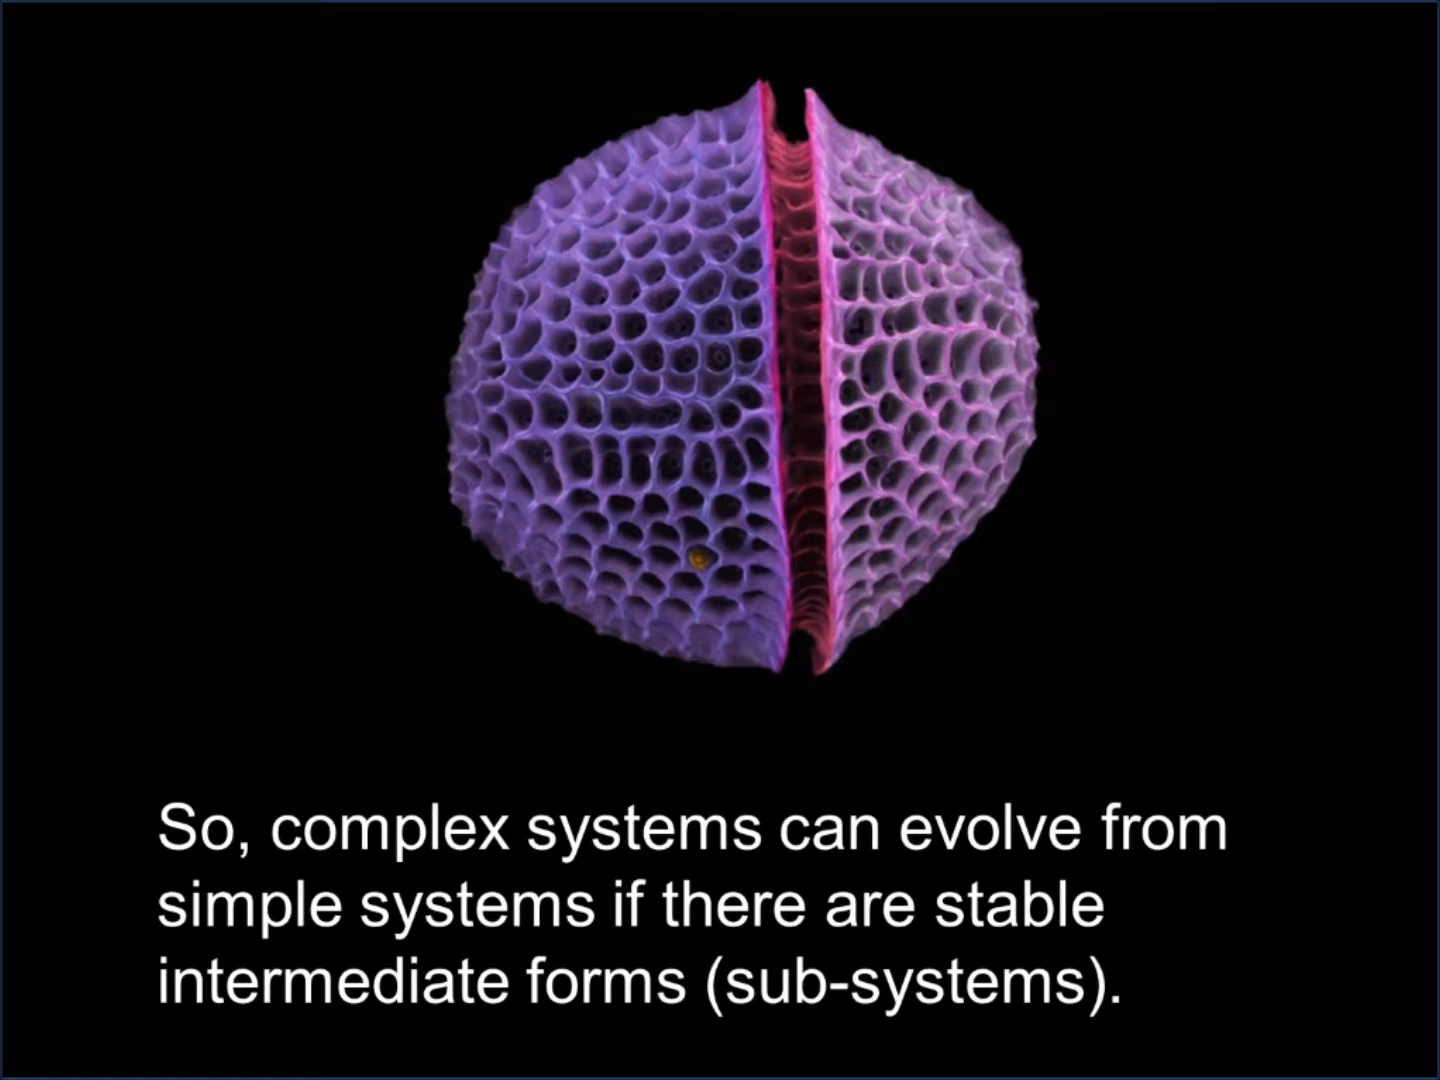 So, complex systems can evolve from
simple systems if there are stable
intermediate forms (sub-systems).